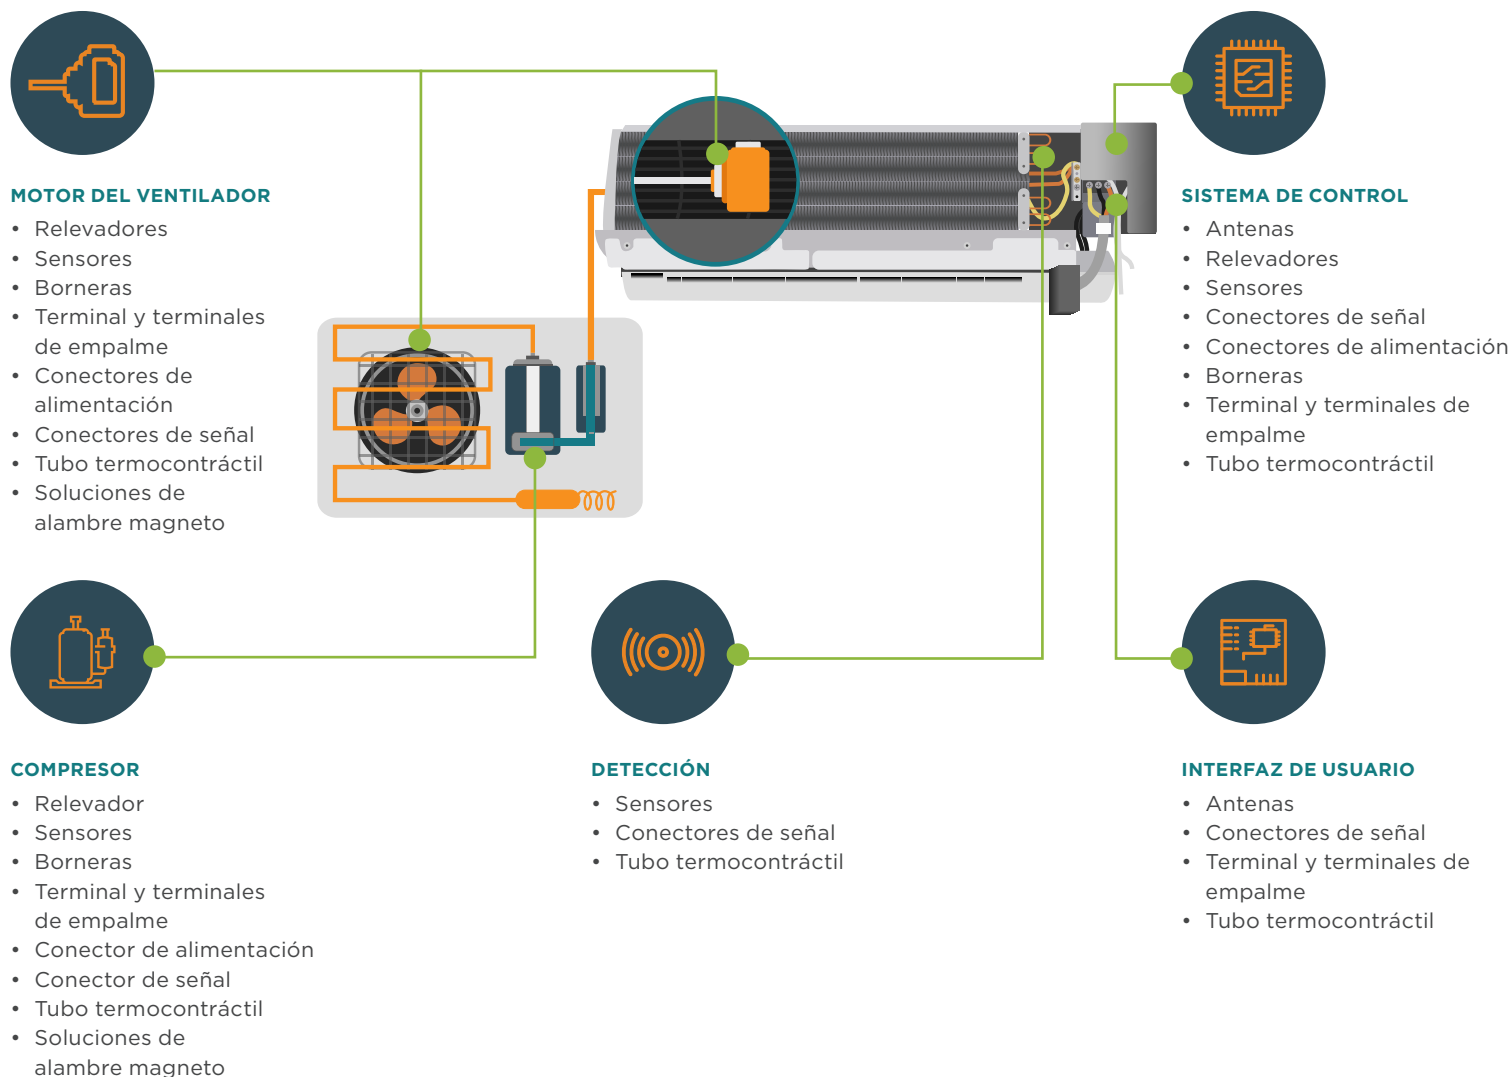 MOTOR DEL VENTILADOR
• Relevadores
• Sensores
• Borneras
• Terminal y terminales
de empalme
• Conectores de
alimentación
• Conectores de señal
• Tubo termocontráctil
• Soluciones de
alambre magneto
SISTEMA DE CONTROL
• Antenas
• Relevadores
• Sensores
• Conectores de señal
• Conectores de alimentación
• Borneras
• Terminal y terminales de
empalme
• Tubo termocontráctil
COMPRESOR
• Relevador
• Sensores
• Borneras
• Terminal y terminales
de empalme
• Conector de alimentación
• Conector de señal
• Tubo termocontráctil
• Soluciones de
alambre magneto
DETECCIÓN
• Sensores
• Conectores de señal
• Tubo termocontráctil
INTERFAZ DE USUARIO
• Antenas
• Conectores de señal
• Terminal y terminales de
empalme
• Tubo termocontráctil